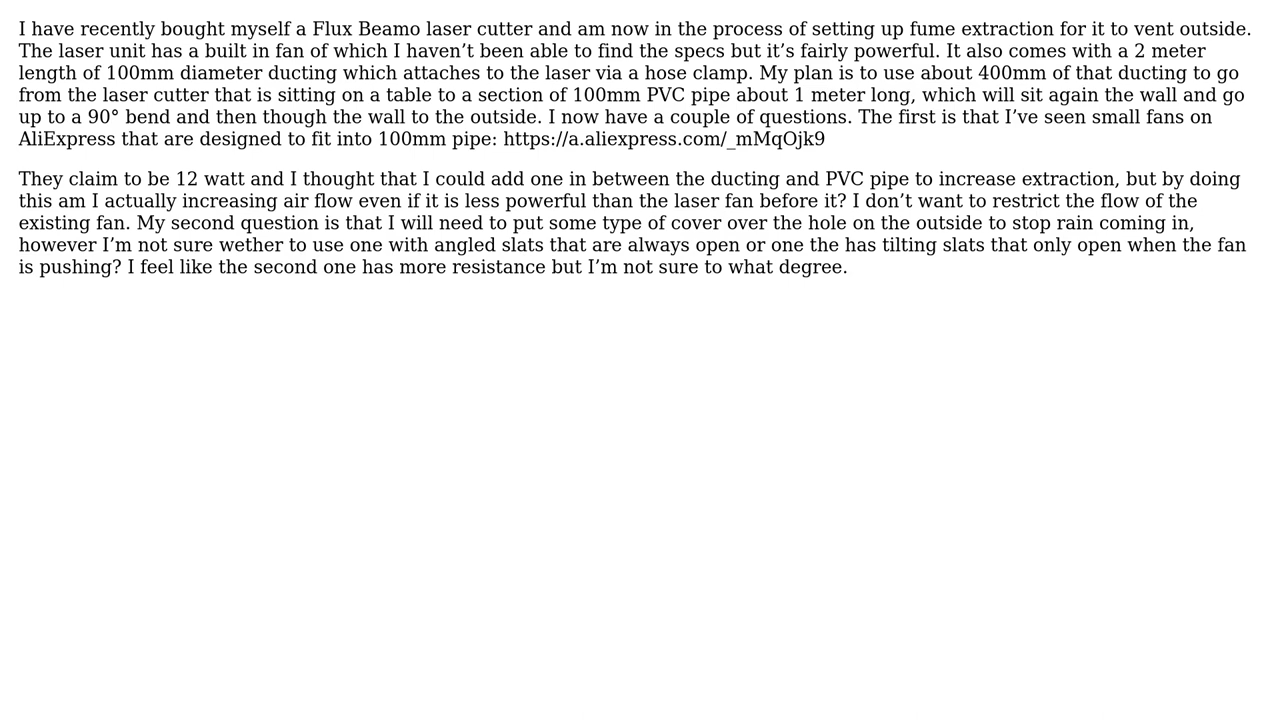 I have recently bought myself a Flux Beamo laser cutter and am now in the process of setting up fume extraction for it to vent outside.
The laser unit has a built in fan of which I haven’t been able to find the specs but it’s fairly powerful. It also comes with a 2 meter
length of 100mm diameter ducting which attaches to the laser via a hose clamp. My plan is to use about 400mm of that ducting to go
from the laser cutter that is sitting on a table to a section of 100mm PVC pipe about 1 meter long, which will sit again the wall and go
up to a 90° bend and then though the wall to the outside. I now have a couple of questions. The first is that I’ve seen small fans on
AliExpress that are designed to fit into 100mm pipe: https://a.aliexpress.com/_mMqOjk9
They claim to be 12 watt and I thought that I could add one in between the ducting and PVC pipe to increase extraction, but by doing
this am I actually increasing air flow even if it is less powerful than the laser fan before it? I don’t want to restrict the flow of the
existing fan. My second question is that I will need to put some type of cover over the hole on the outside to stop rain coming in,
however I’m not sure wether to use one with angled slats that are always open or one the has tilting slats that only open when the fan
is pushing? I feel like the second one has more resistance but I’m not sure to what degree.